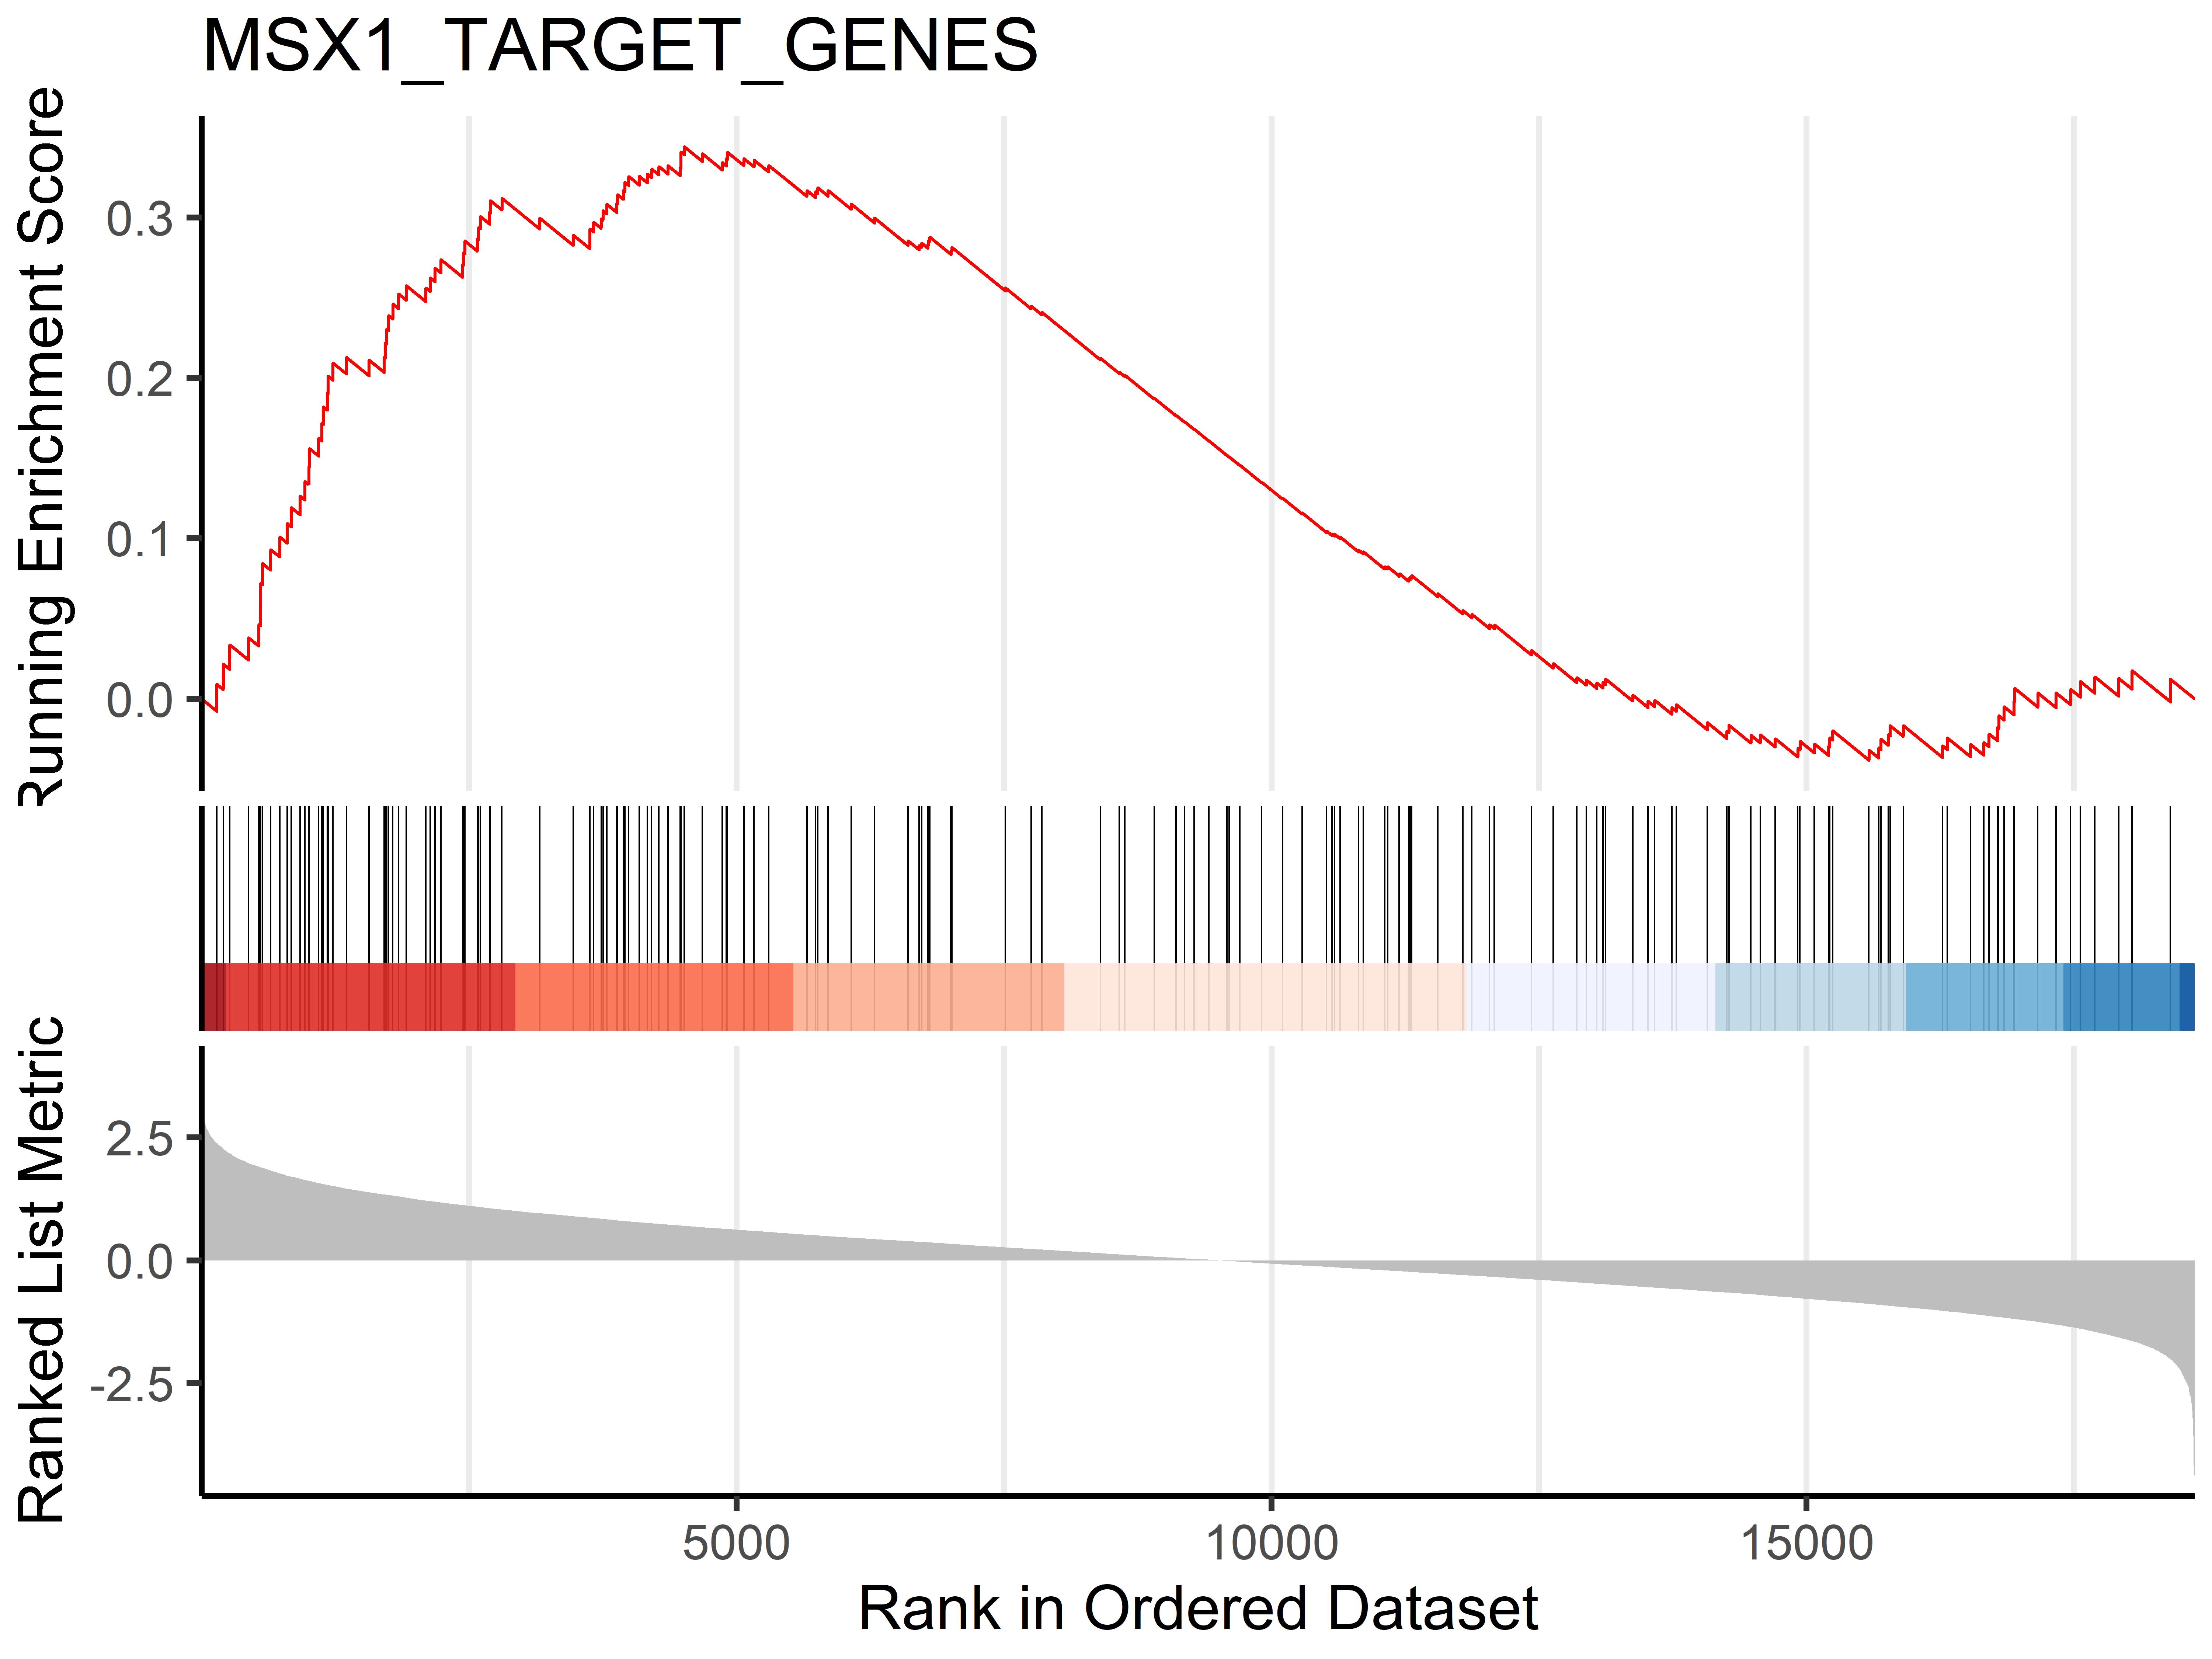 MSX1_TARGET_GENES
Running Enrichment Score
0.3
0.2
0.1
0.0
Ranked List Metric
2.5
0.0
-2.5
5000
10000
15000
Rank in Ordered Dataset